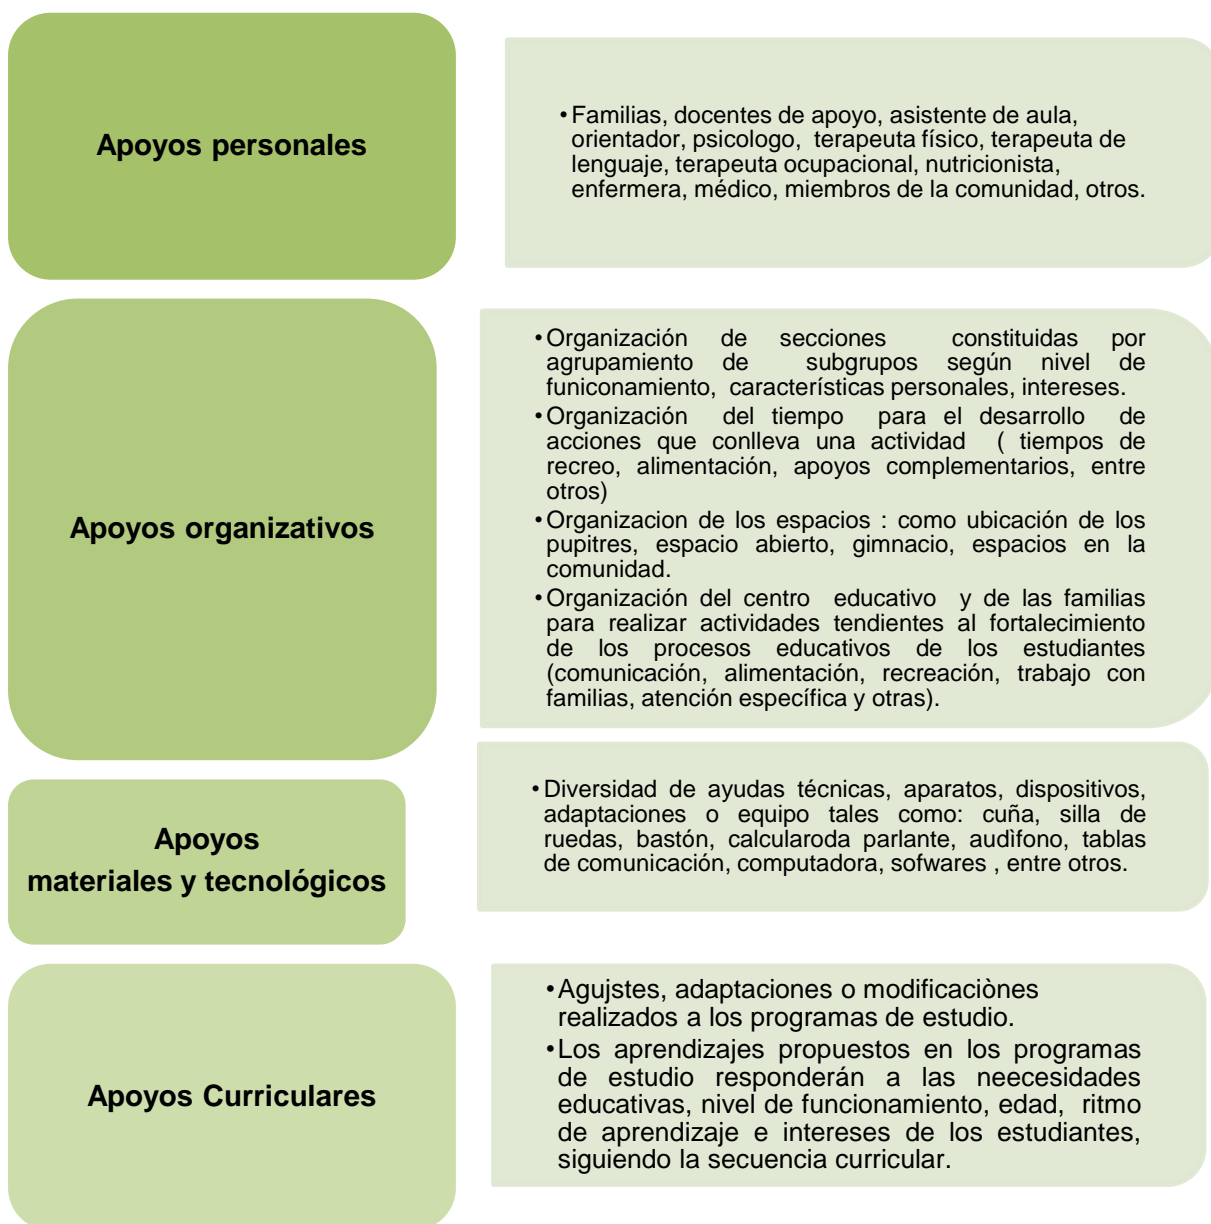 Apoyos personales
•Familias, docentes de apoyo, asistente de aula,
orientador, psicologo, terapeuta físico, terapeuta de
lenguaje, terapeuta ocupacional, nutricionista,
enfermera, médico, miembros de la comunidad, otros.
Apoyos organizativos
•Organización de secciones constituidas por
agrupamiento de subgrupos según nivel de
funiconamiento, características personales, intereses.
•Organización del tiempo para el desarrollo de
acciones que conlleva una actividad ( tiempos de
recreo, alimentación, apoyos complementarios, entre
otros)
•Organizacion de los espacios : como ubicación de los
pupitres, espacio abierto, gimnacio, espacios en la
comunidad.
•Organización del centro educativo y de las familias
para realizar actividades tendientes al fortalecimiento
de los procesos educativos de los estudiantes
(comunicación, alimentación, recreación, trabajo con
familias, atención específica y otras).
Apoyos
materiales y tecnológicos
•Diversidad de ayudas técnicas, aparatos, dispositivos,
adaptaciones o equipo tales como: cuña, silla de
ruedas, bastón, calcularoda parlante, audìfono, tablas
de comunicación, computadora, sofwares , entre otros.
Apoyos Curriculares
•Agujstes, adaptaciones o modificaciònes
realizados a los programas de estudio.
•Los aprendizajes propuestos en los programas
de estudio responderán a las neecesidades
educativas, nivel de funcionamiento, edad, ritmo
de aprendizaje e intereses de los estudiantes,
siguiendo la secuencia curricular.